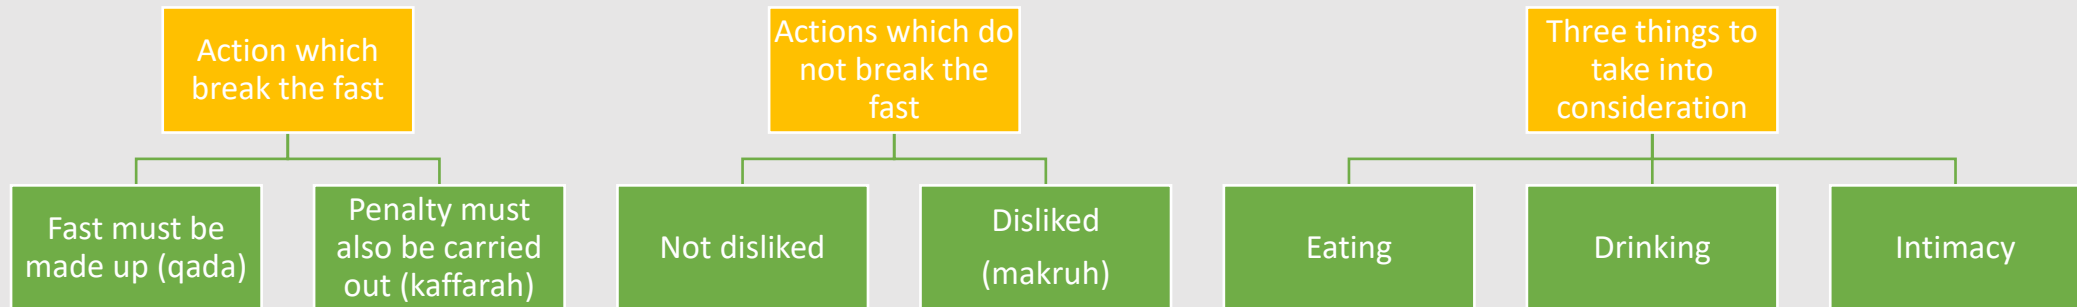 Action which
break the fast
Fast must be
made up (qada)
Penalty must
also be carried
out (kaffarah)
Actions which do
not break the
fast
Not disliked
Disliked
(makruh)
Three things to
take into
consideration
Eating
Drinking
Intimacy